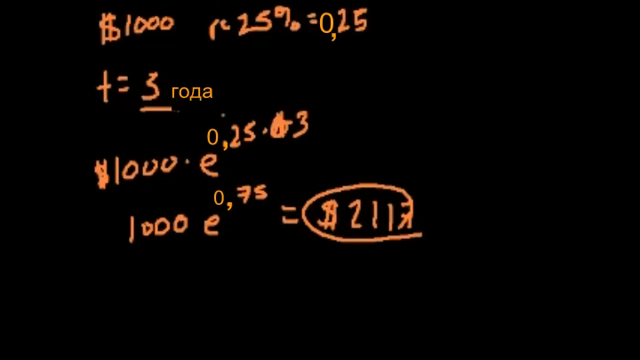 $1000 r=25%=0,25
t= 3 года
$1000 · e^0,25·3
1000 e^0,75 = $2117